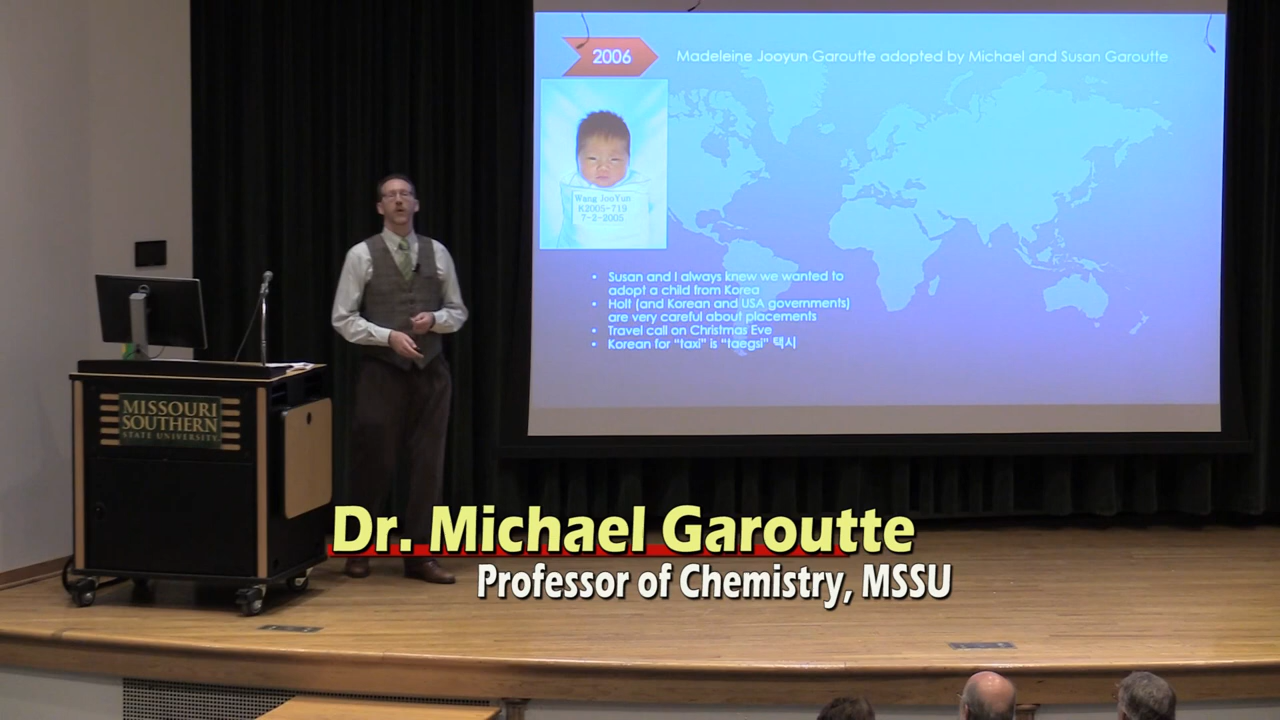 2006
Madeleine Jooyun Garoutte adopted by Michael and Susan Garoutte
Wang JooYun
K2005-719
7-2-2005
• Susan and I always knew we wanted to
adopt a child from Korea
• Holt (and Korean and USA governments)
are very careful about placements
• Travel call on Christmas Eve
• Korean for “taxi” is “taegsi” 택시
MISSOURI
SOUTHERN
STATE UNIVERSITY
Dr. Michael Garoutte
Professor of Chemistry, MSSU